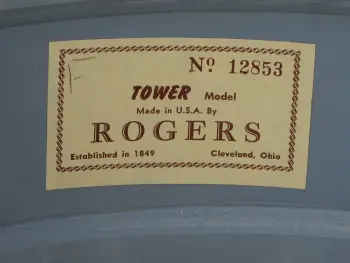 Nº 12853
TOWER Model
Made in U.S.A. By
ROGERS
Established in 1849 Cleveland, Ohio